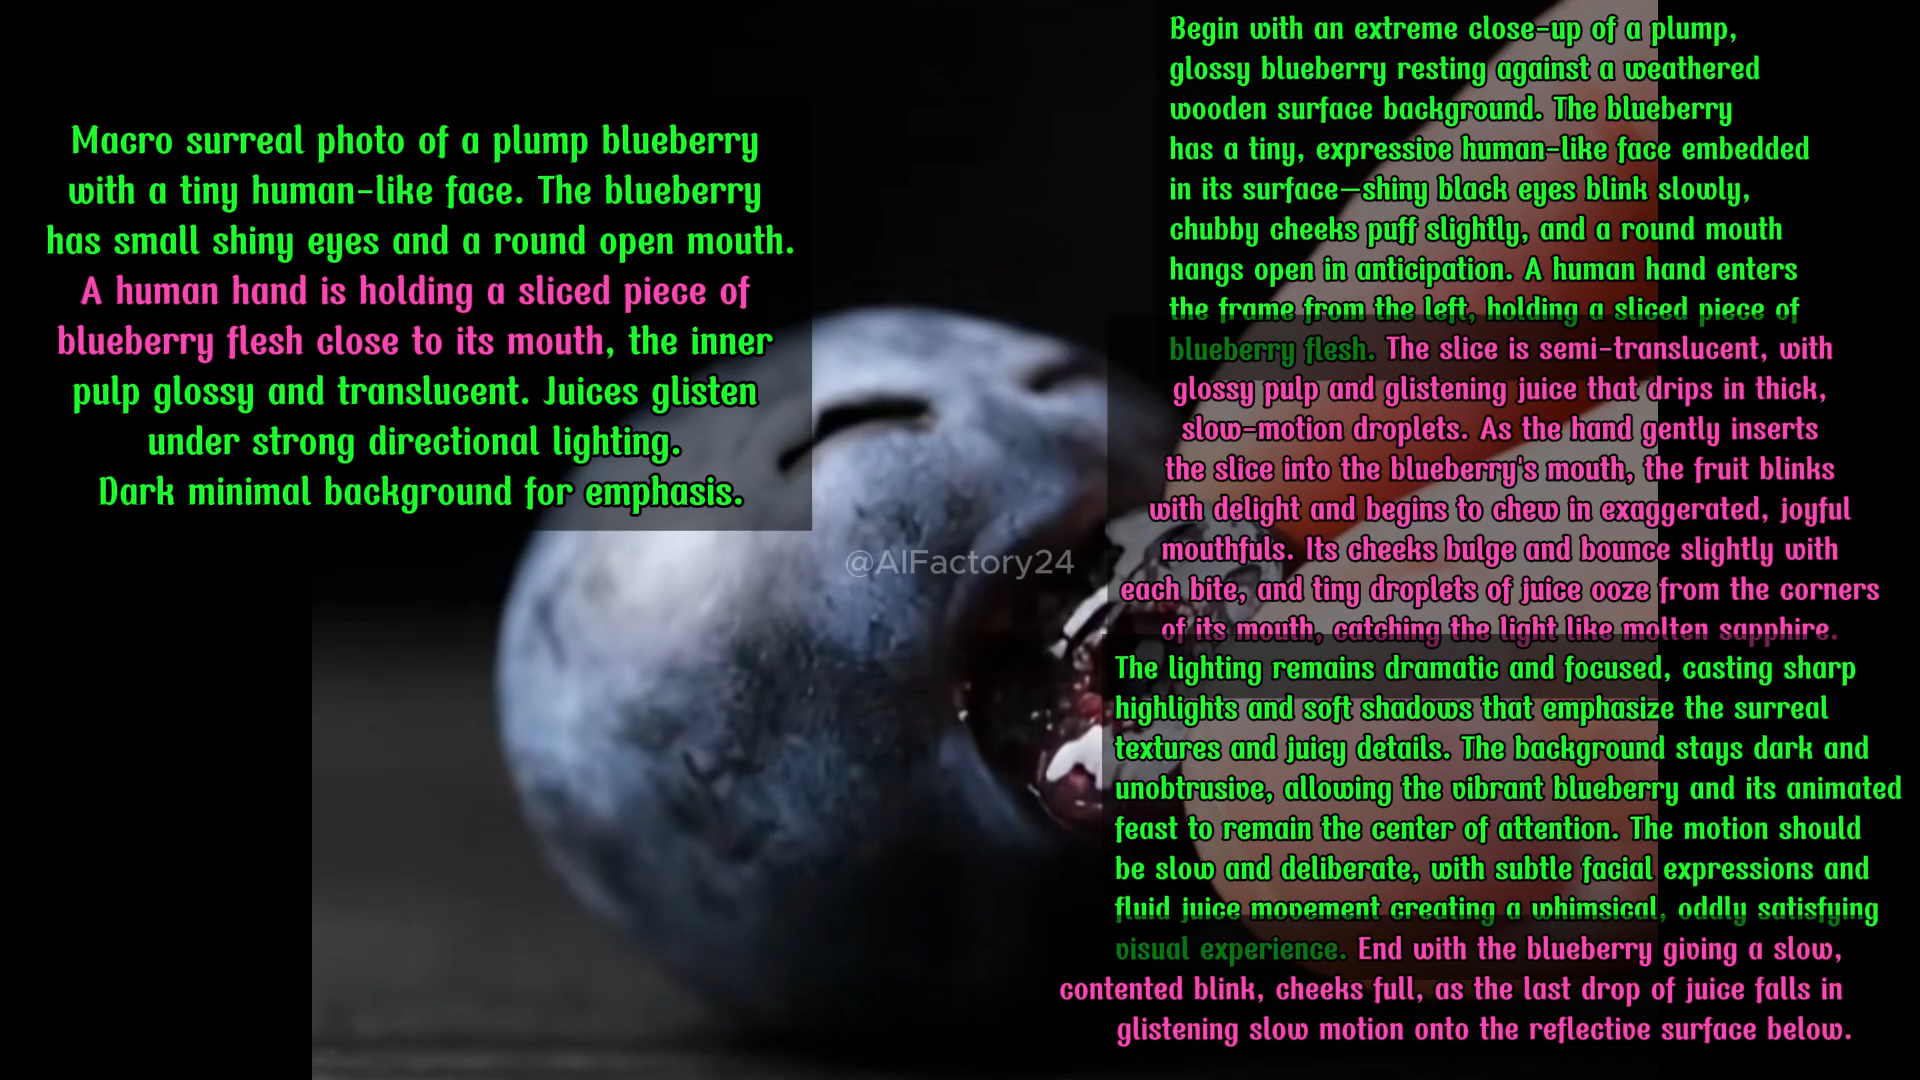 Macro surreal photo of a plump blueberry
with a tiny human-like face. The blueberry
has small shiny eyes and a round open mouth.
A human hand is holding a sliced piece of
blueberry flesh close to its mouth, the inner
pulp glossy and translucent. Juices glisten
under strong directional lighting.
Dark minimal background for emphasis.
@AIFactory24
Begin with an extreme close-up of a plump,
glossy blueberry resting against a weathered
wooden surface background. The blueberry
has a tiny, expressive human-like face embedded
in its surface—shiny black eyes blink slowly,
chubby cheeks puff slightly, and a round mouth
hangs open in anticipation. A human hand enters
the frame from the left, holding a sliced piece of
blueberry flesh. The slice is semi-translucent, with
glossy pulp and glistening juice that drips in thick,
slow-motion droplets. As the hand gently inserts
the slice into the blueberry's mouth, the fruit blinks
with delight and begins to chew in exaggerated, joyful
mouthfuls. Its cheeks bulge and bounce slightly with
each bite, and tiny droplets of juice ooze from the corners
of its mouth, catching the light like molten sapphire.
The lighting remains dramatic and focused, casting sharp
highlights and soft shadows that emphasize the surreal
textures and juicy details. The background stays dark and
unobtrusive, allowing the vibrant blueberry and its animated
feast to remain the center of attention. The motion should
be slow and deliberate, with subtle facial expressions and
fluid juice movement creating a whimsical, oddly satisfying
visual experience. End with the blueberry giving a slow,
contented blink, cheeks full, as the last drop of juice falls in
glistening slow motion onto the reflective surface below.